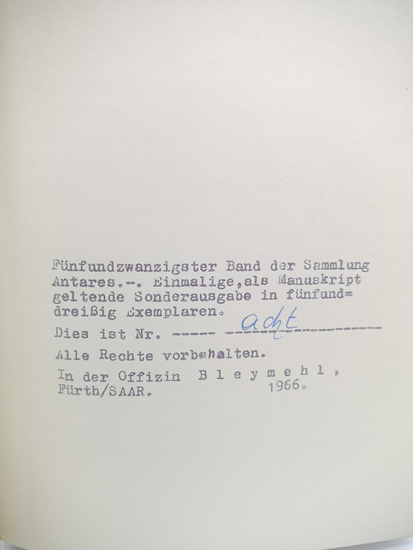 Fünfundzwanzigster Band der Sammlung
Antares.-. Einmalige,als Manuskript
geltende Sonderausgabe in fünfund=
dreißig Exemplaren.
Dies ist Nr. ----- acht -----------
Alle Rechte vorbehalten.
In der Offizin B l e y m e h l ,
Fürth/SAAR. 1966.